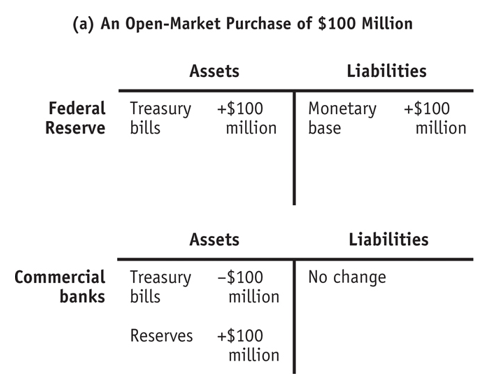 (a) An Open-Market Purchase of $100 Million
Assets Liabilities
Federal Treasury +$100 Monetary +$100
Reserve bills million base million
Assets Liabilities
Commercial Treasury –$100 No change
banks bills million
Reserves +$100
million